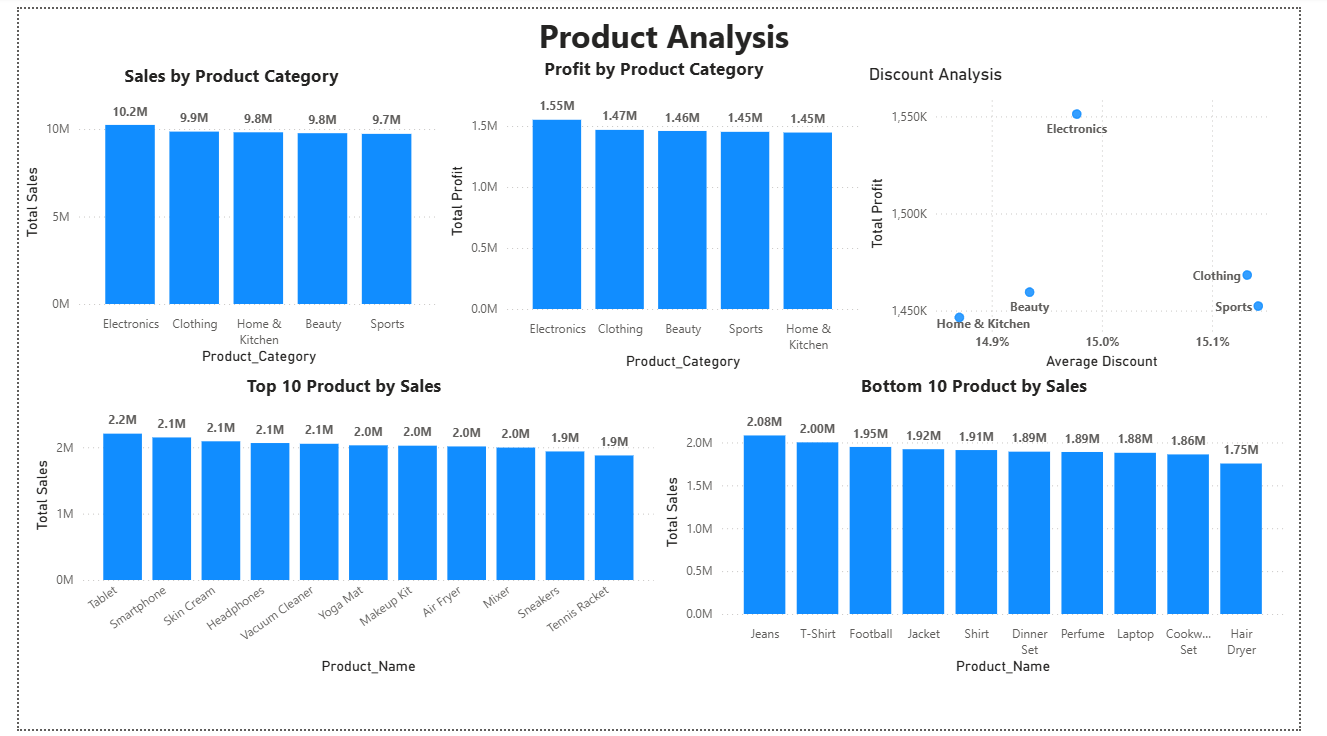 Product Analysis
Sales by Product Category
Total Sales
10M
5M
0M
10.2M
9.9M
9.8M
9.8M
9.7M
Electronics
Clothing
Home &
Kitchen
Beauty
Sports
Product_Category
Profit by Product Category
Total Profit
1.5M
1.0M
0.5M
0.0M
1.55M
1.47M
1.46M
1.45M
1.45M
Electronics
Clothing
Beauty
Sports
Home &
Kitchen
Product_Category
Discount Analysis
Total Profit
1,550K
1,500K
1,450K
Electronics
Clothing
Beauty
Sports
Home & Kitchen
14.9%
15.0%
15.1%
Average Discount
Top 10 Product by Sales
Total Sales
2M
1M
0M
2.2M
2.1M
2.1M
2.1M
2.1M
2.0M
2.0M
2.0M
2.0M
1.9M
1.9M
Tablet
Smartphone
Skin Cream
Headphones
Vacuum Cleaner
Yoga Mat
Makeup Kit
Air Fryer
Mixer
Sneakers
Tennis Racket
Product_Name
Bottom 10 Product by Sales
Total Sales
2.0M
1.5M
1.0M
0.5M
0.0M
2.08M
2.00M
1.95M
1.92M
1.91M
1.89M
1.89M
1.88M
1.86M
1.75M
Jeans
T-Shirt
Football
Jacket
Shirt
Dinner
Set
Perfume
Laptop
Cookw...
Set
Hair
Dryer
Product_Name